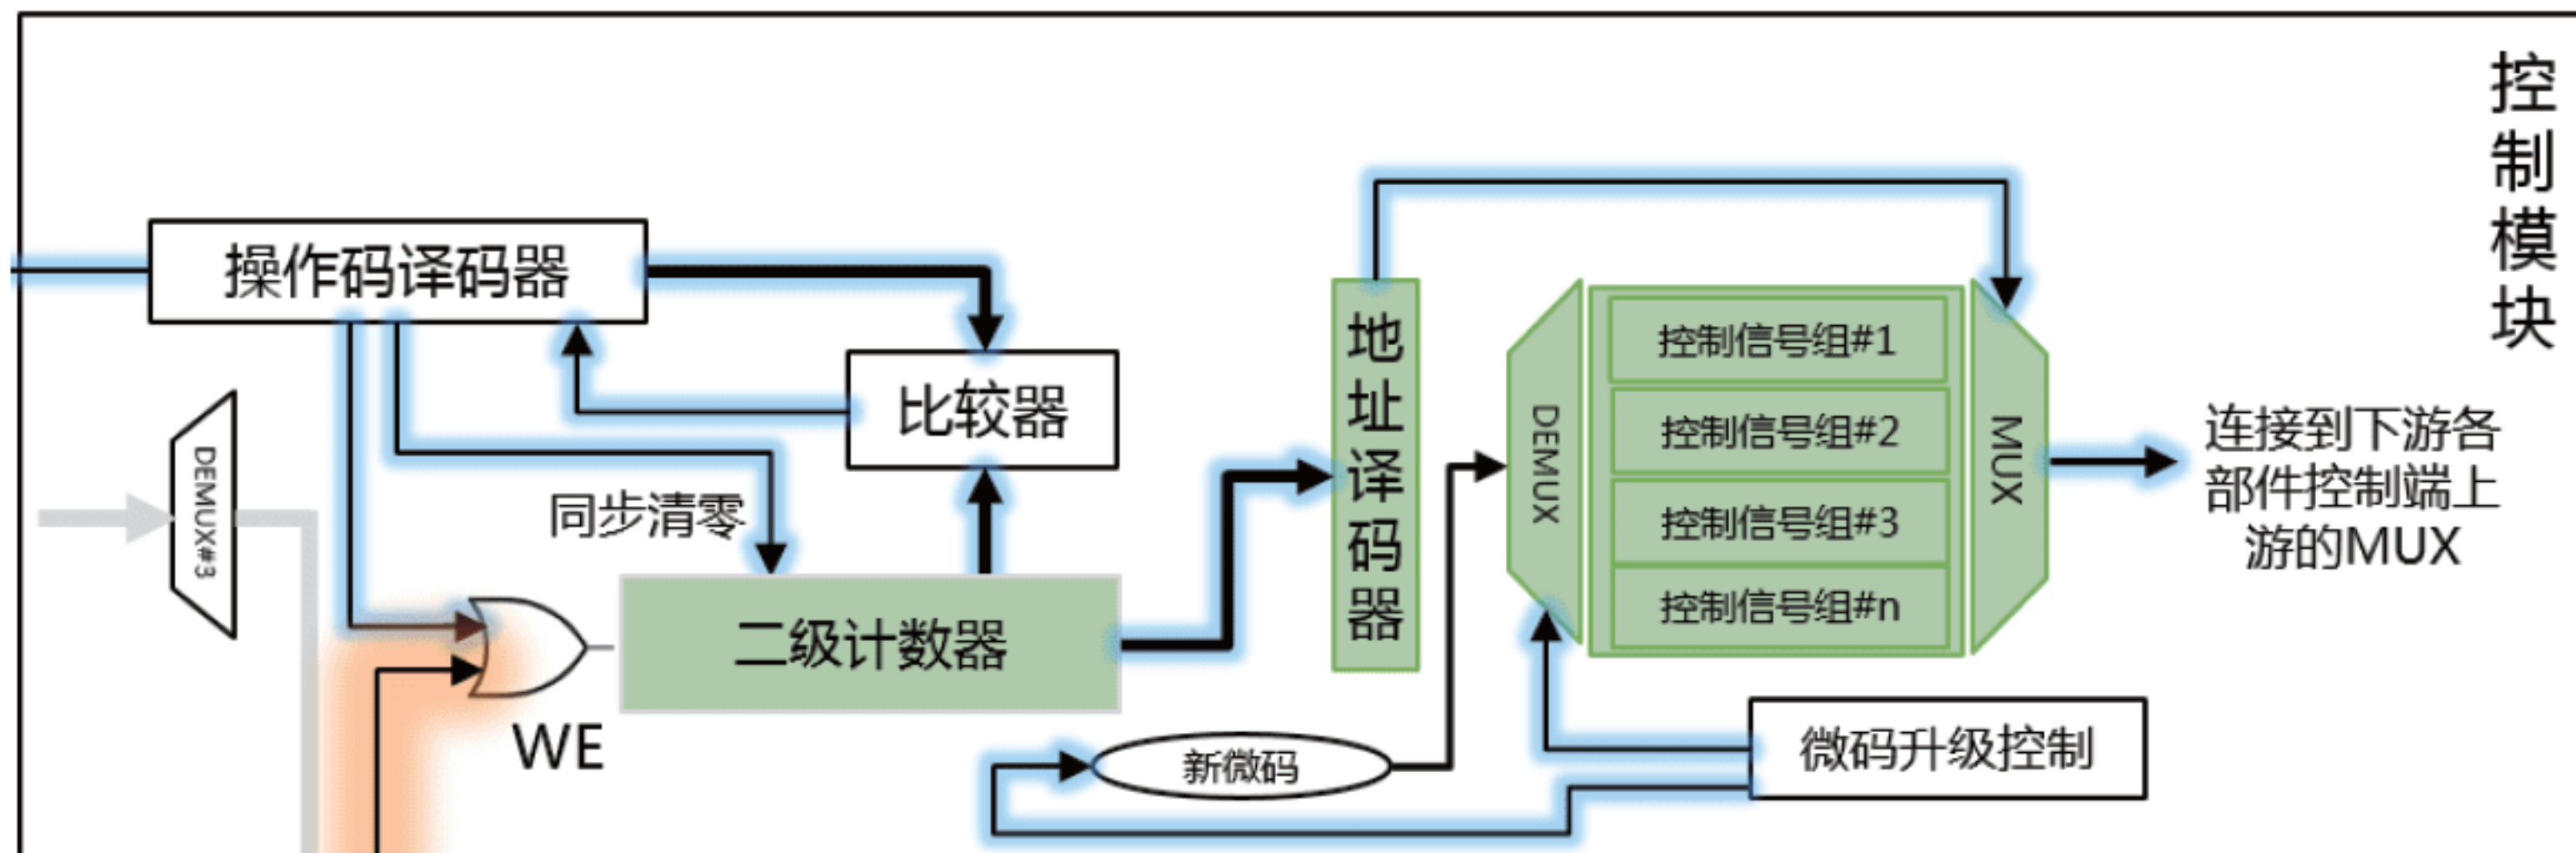 控制模块
操作码译码器
比较器
地址译码器
控制信号组#1
控制信号组#2
控制信号组#3
控制信号组#n
DEMUX
MUX
连接到下游各
部件控制端上
游的MUX
DEMUX#3
同步清零
二级计数器
WE
新微码
微码升级控制